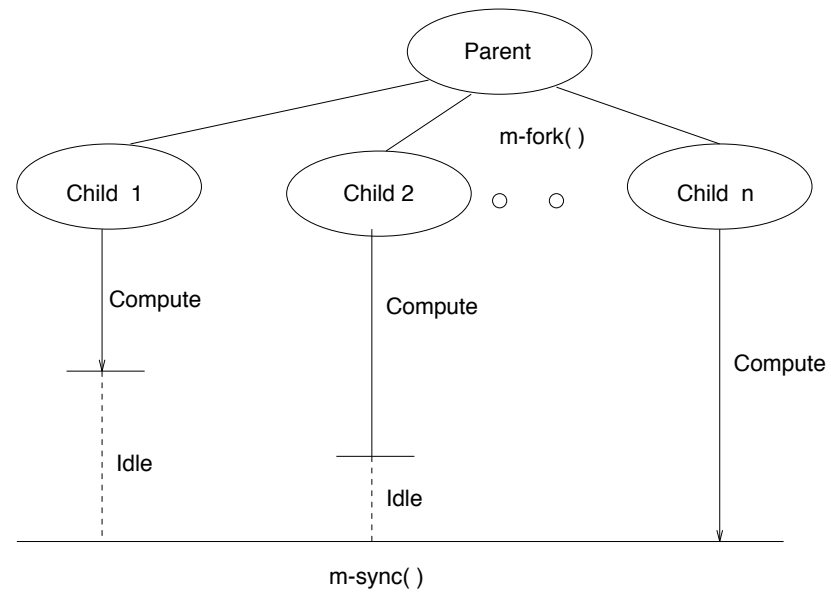 Parent
m-fork( )
Child 1
Child 2
Child n
Compute
Compute
Compute
Idle
Idle
m-sync( )